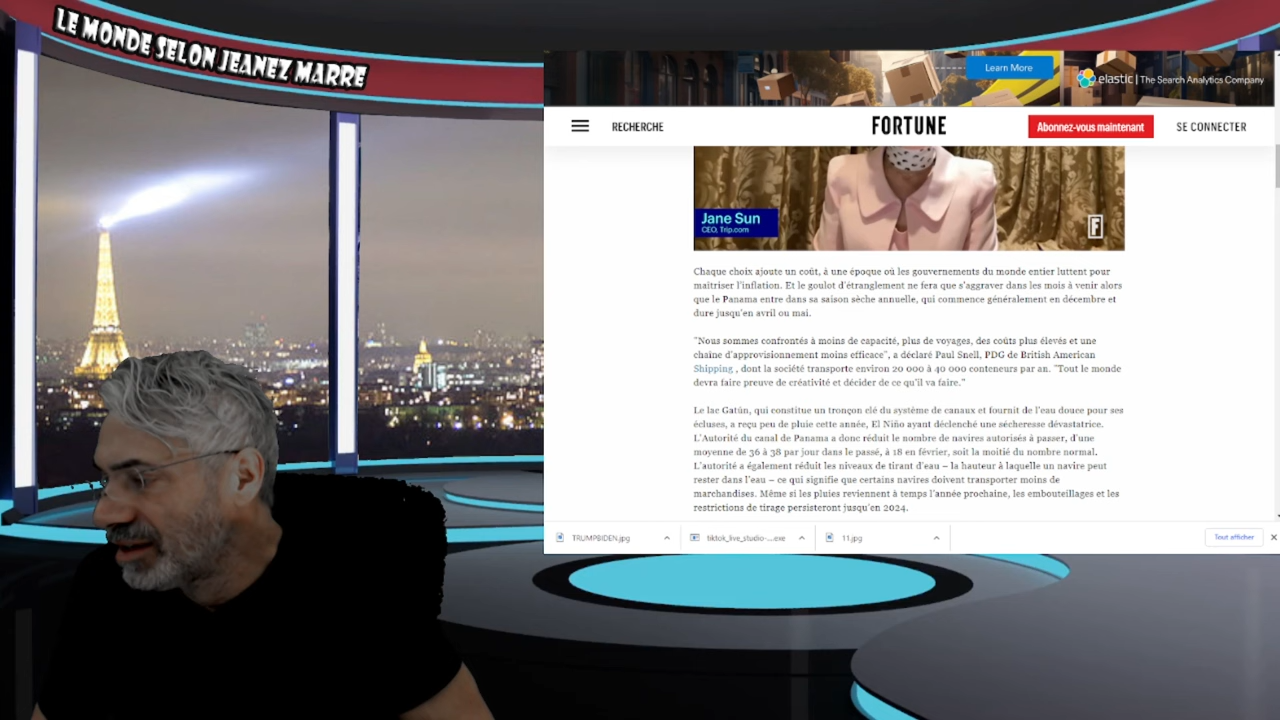 LE MONDE SELON JEANEZ MARRE
Learn More
elastic | The Search Analytics Company
RECHERCHE
FORTUNE
Abonnez-vous maintenant
SE CONNECTER
Jane Sun
CEO, Trip.com
F
Chaque choix ajoute un coût, à une époque où les gouvernements du monde entier luttent pour
maîtriser l'inflation. Et le goulot d'étranglement ne fera que s'aggraver dans les mois à venir alors
que le Panama entre dans sa saison sèche annuelle, qui commence généralement en décembre et
dure jusqu'en avril ou mai.
"Nous sommes confrontés à moins de capacité, plus de voyages, des coûts plus élevés et une
chaîne d'approvisionnement moins efficace", a déclaré Paul Snell, PDG de British American
Shipping , dont la société transporte environ 20 000 à 40 000 conteneurs par an. "Tout le monde
devra faire preuve de créativité et décider de ce qu'il va faire."
Le lac Gatún, qui constitue un tronçon clé du système de canaux et fournit de l'eau douce pour ses
écluses, a reçu peu de pluie cette année, El Niño ayant déclenché une sécheresse dévastatrice.
L'Autorité du canal de Panama a donc réduit le nombre de navires autorisés à passer, d'une
moyenne de 36 à 38 par jour dans le passé, à 18 en février, soit la moitié du nombre normal.
L'autorité a également réduit les niveaux de tirant d'eau – la hauteur à laquelle un navire peut
rester dans l'eau – ce qui signifie que certains navires doivent transporter moins de
marchandises. Même si les pluies reviennent à temps l'année prochaine, les embouteillages et les
restrictions de tirage persisteront jusqu'en 2024.
TRUMPBIDEN.jpg
tiktok_live_studio-....exe
11.jpg
Tout afficher